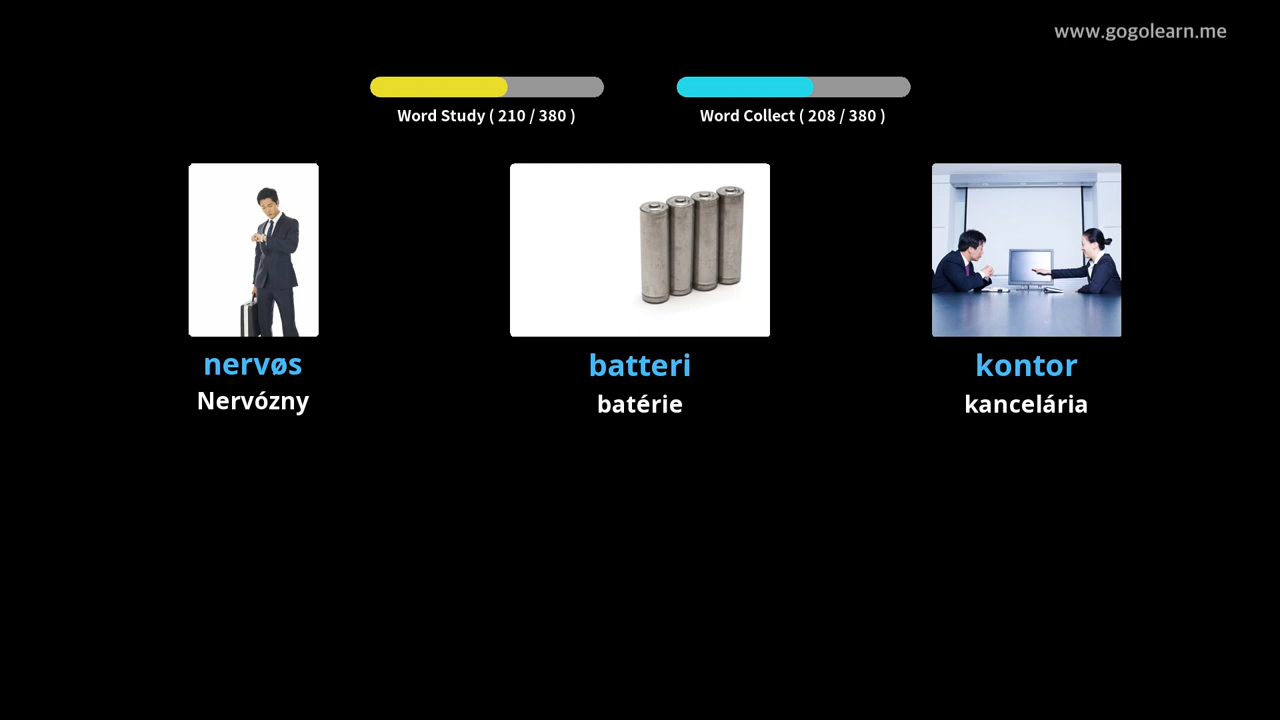 www.gogolearn.me
Word Study ( 210 / 380 )
Word Collect ( 208 / 380 )
nervøs
Nervózny
batteri
batérie
kontor
kancelária